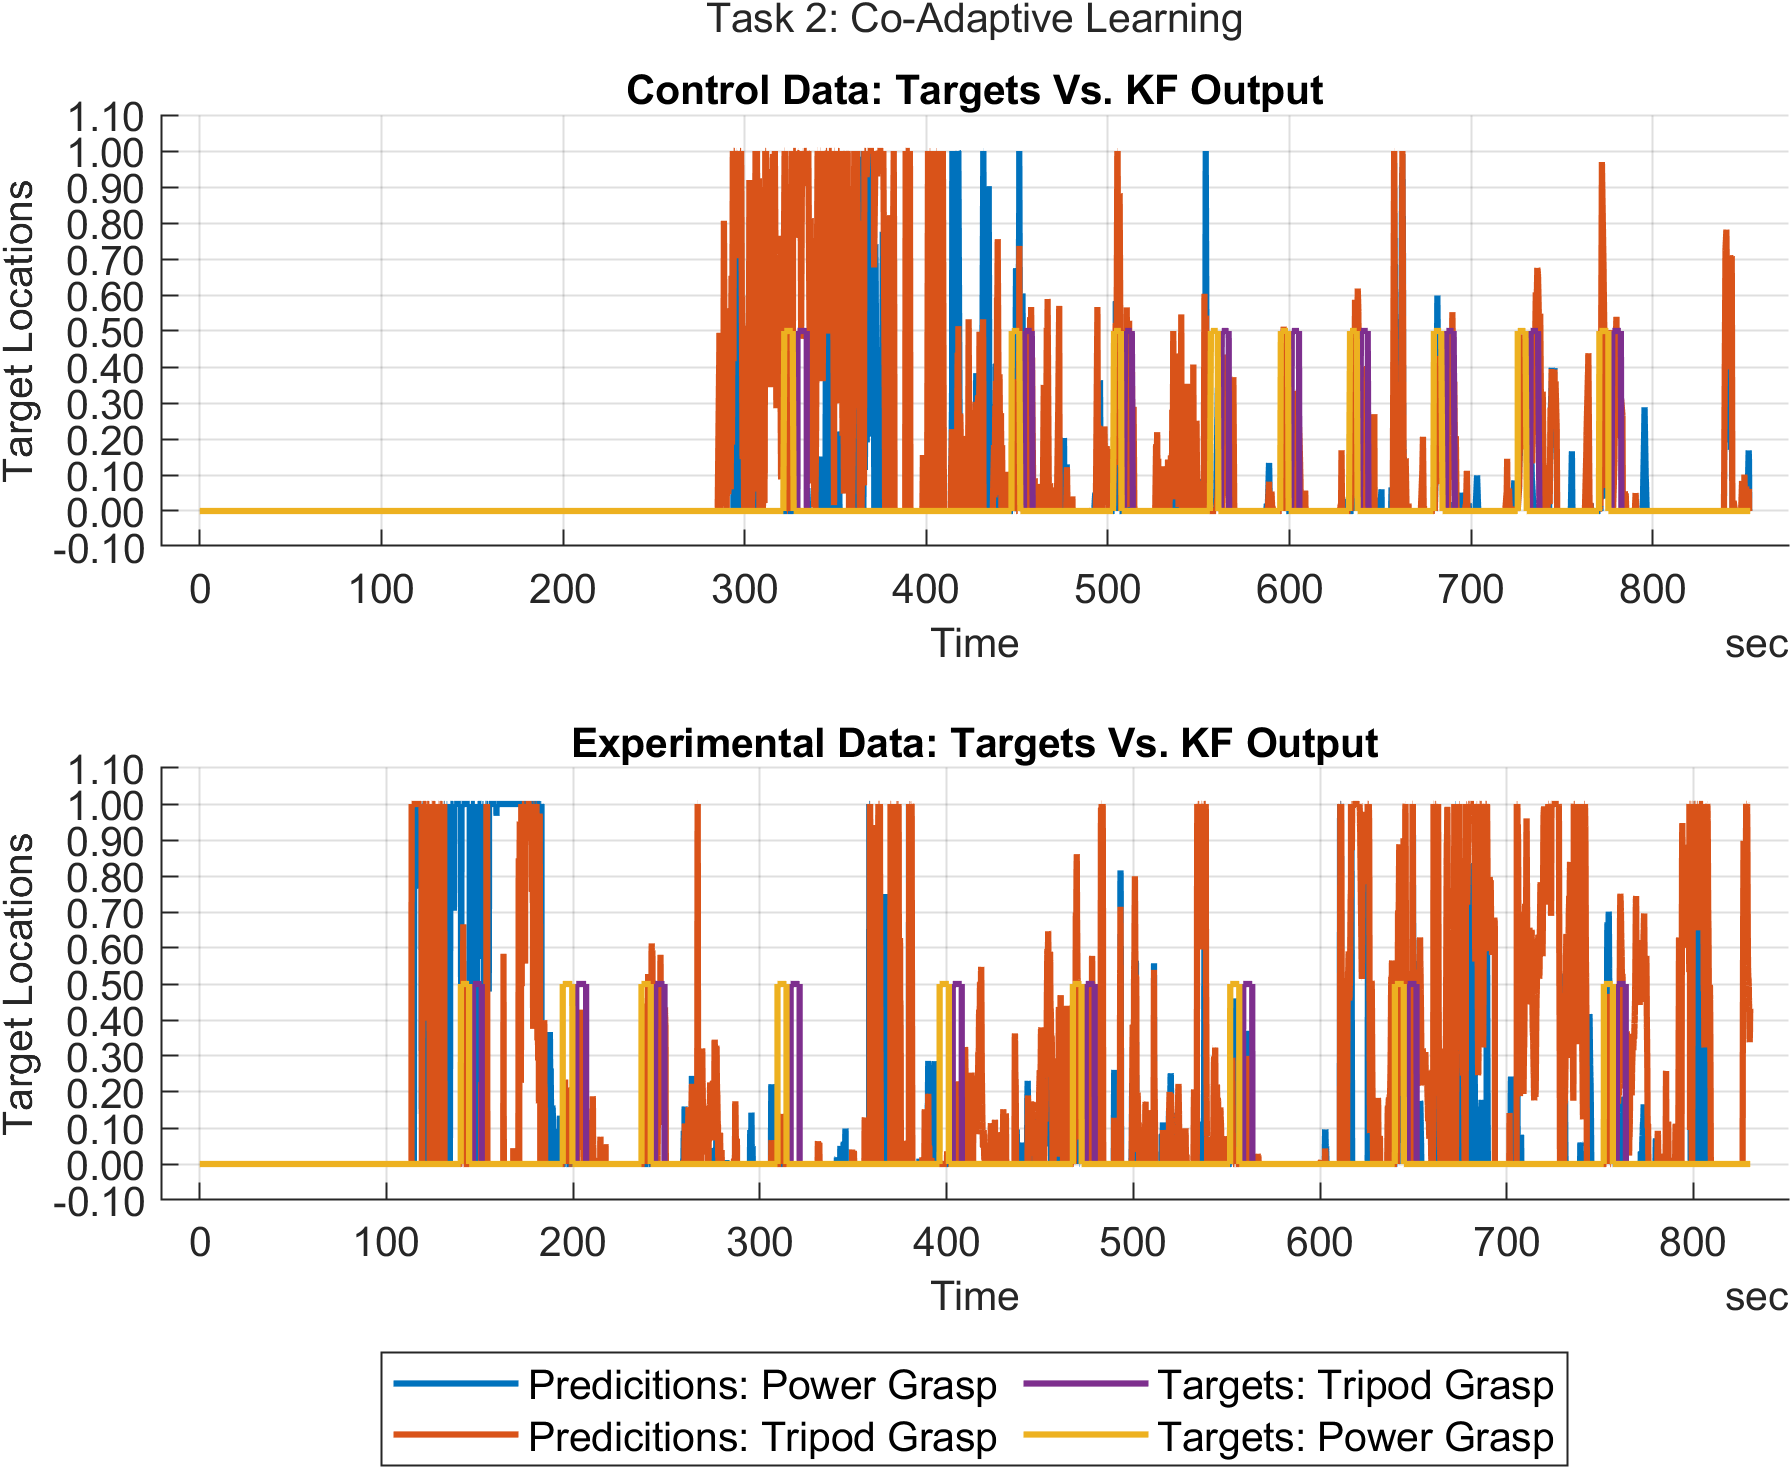 Task 2: Co-Adaptive Learning
Control Data: Targets Vs. KF Output
1.10
1.00
0.90
0.80
0.70
0.60
0.50
0.40
0.30
0.20
0.10
0.00
-0.10
Target Locations
0 100 200 300 400 500 600 700 800
Time
sec
Experimental Data: Targets Vs. KF Output
1.10
1.00
0.90
0.80
0.70
0.60
0.50
0.40
0.30
0.20
0.10
0.00
-0.10
Target Locations
0 100 200 300 400 500 600 700 800
Time
sec
Predicitions: Power Grasp
Targets: Tripod Grasp
Predicitions: Tripod Grasp
Targets: Power Grasp